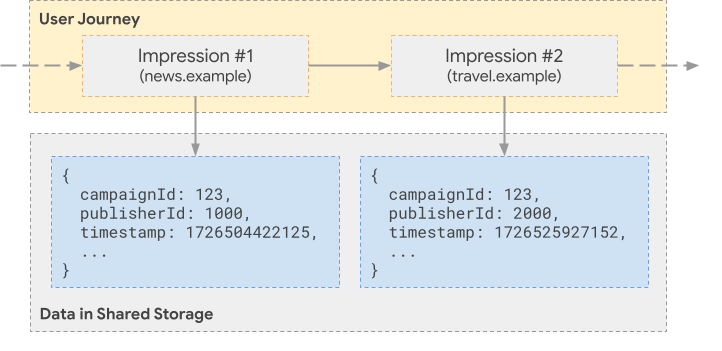 User Journey
Impression #1
(news.example)
Impression #2
(travel.example)
{
campaignId: 123,
publisherId: 1000,
timestamp: 1726504422125,
...
}
{
campaignId: 123,
publisherId: 2000,
timestamp: 1726525927152,
...
}
Data in Shared Storage